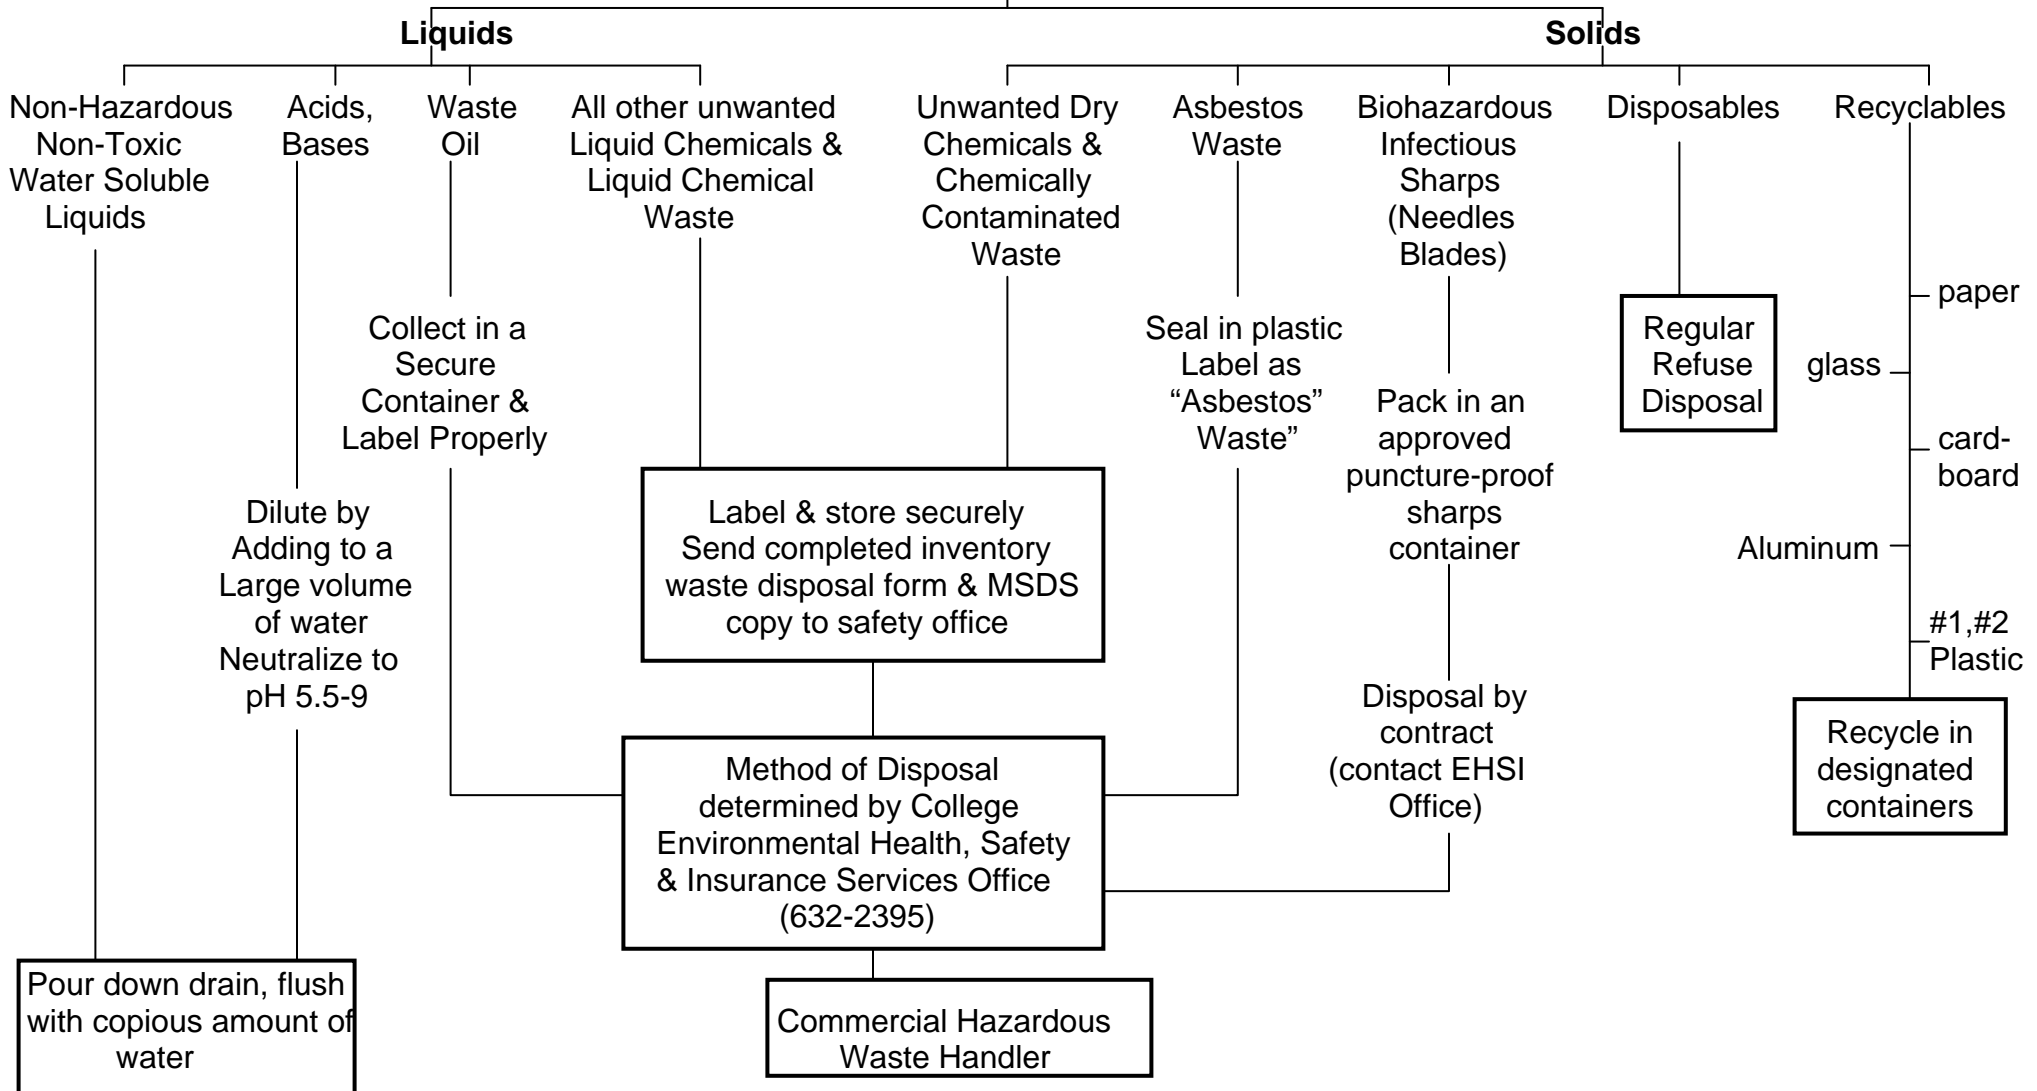 Liquids
Solids
Non-Hazardous
Non-Toxic
Water Soluble
Liquids
Acids,
Bases
Waste
Oil
All other unwanted
Liquid Chemicals &
Liquid Chemical
Waste
Unwanted Dry
Chemicals &
Chemically
Contaminated
Waste
Asbestos
Waste
Biohazardous
Infectious
Sharps
(Needles
Blades)
Disposables
Recyclables
Collect in a
Secure
Container &
Label Properly
Seal in plastic
Label as
“Asbestos”
Waste”
Regular
Refuse
Disposal
paper
glass
card-
board
Aluminum
#1,#2
Plastic
Pack in an
approved
puncture-proof
sharps
container
Dilute by
Adding to a
Large volume
of water
Neutralize to
pH 5.5-9
Label & store securely
Send completed inventory
waste disposal form & MSDS
copy to safety office
Disposal by
contract
(contact EHSI
Office)
Recycle in
designated
containers
Method of Disposal
determined by College
Environmental Health, Safety
& Insurance Services Office
(632-2395)
Pour down drain, flush
with copious amount of
water
Commercial Hazardous
Waste Handler